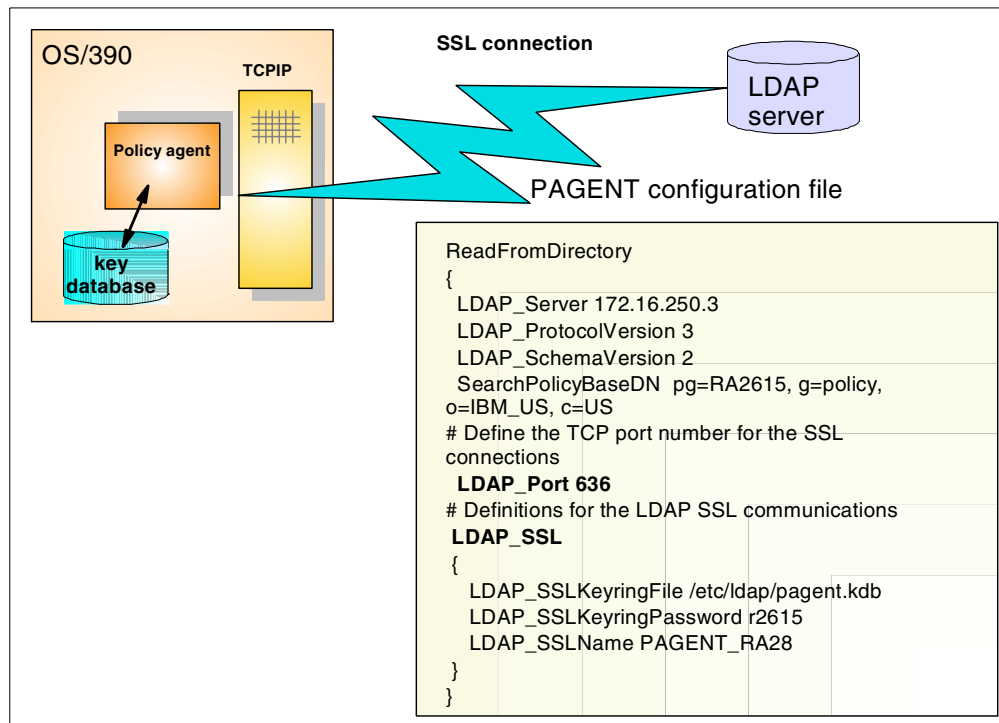 OS/390
SSL connection
TCPIP
LDAP
server
Policy agent
key
database
PAGENT configuration file
ReadFromDirectory
{
LDAP_Server 172.16.250.3
LDAP_ProtocolVersion 3
LDAP_SchemaVersion 2
SearchPolicyBaseDN pg=RA2615, g=policy,
o=IBM_US, c=US
# Define the TCP port number for the SSL
connections
LDAP_Port 636
# Definitions for the LDAP SSL communications
LDAP_SSL
{
LDAP_SSLKeyringFile /etc/ldap/pagent.kdb
LDAP_SSLKeyringPassword r2615
LDAP_SSLName PAGENT_RA28
}
}